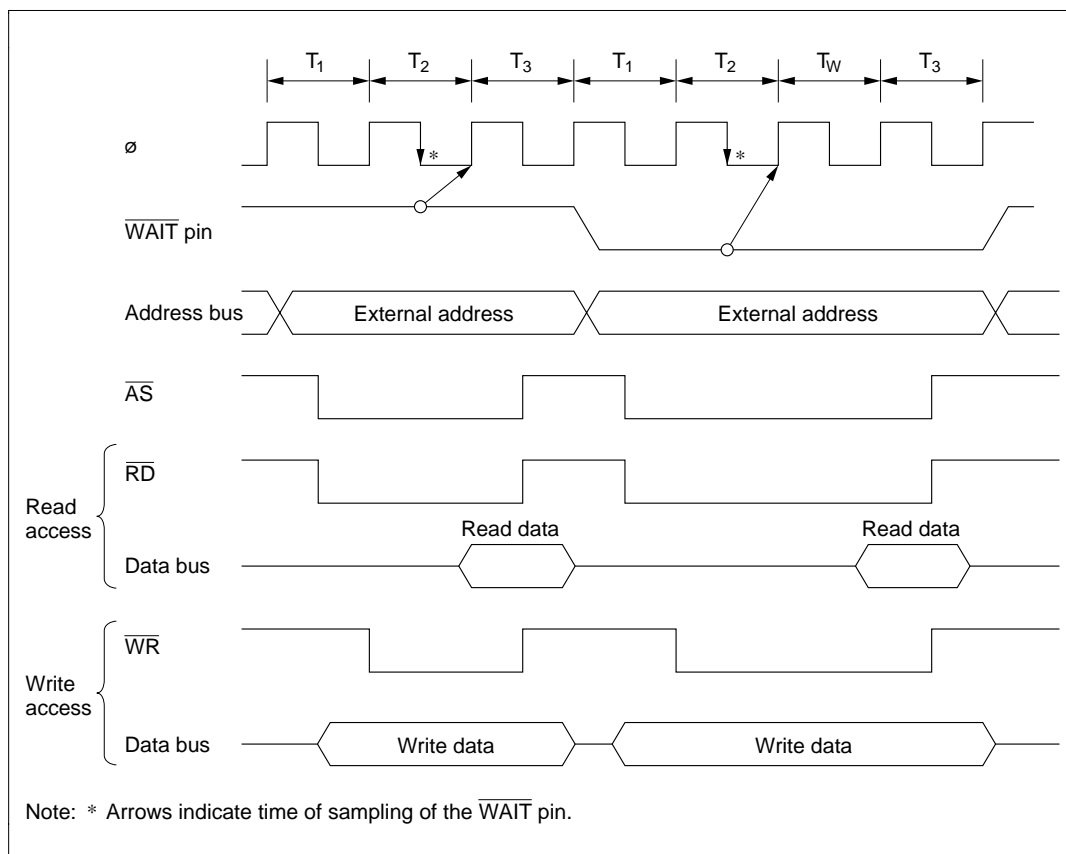 T₁ T₂ T₃ T₁ T₂ T_W T₃
ø
*
*
WAIT pin
Address bus
External address
External address
AS
RD
Read access
Read data
Read data
Data bus
WR
Write access
Data bus
Write data
Write data
Note: * Arrows indicate time of sampling of the WAIT pin.